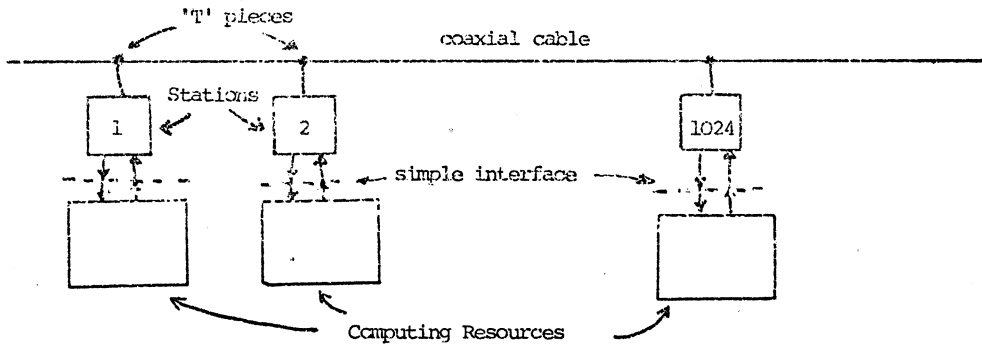 'T' pieces
coaxial cable
Stations
1
2
1024
simple interface
Computing Resources